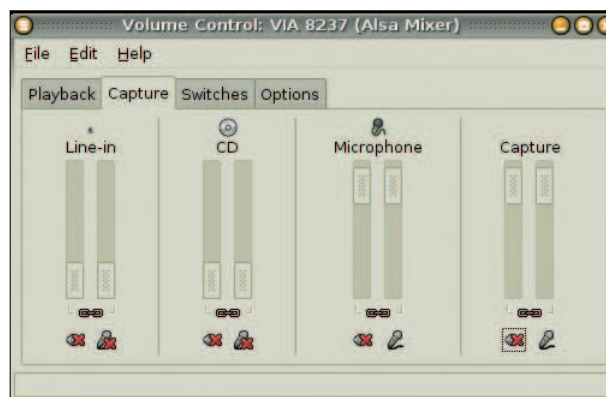 Volume Control: VIA 8237 (Alsa Mixer)
File Edit Help
Playback Capture Switches Options
Line-in CD Microphone Capture